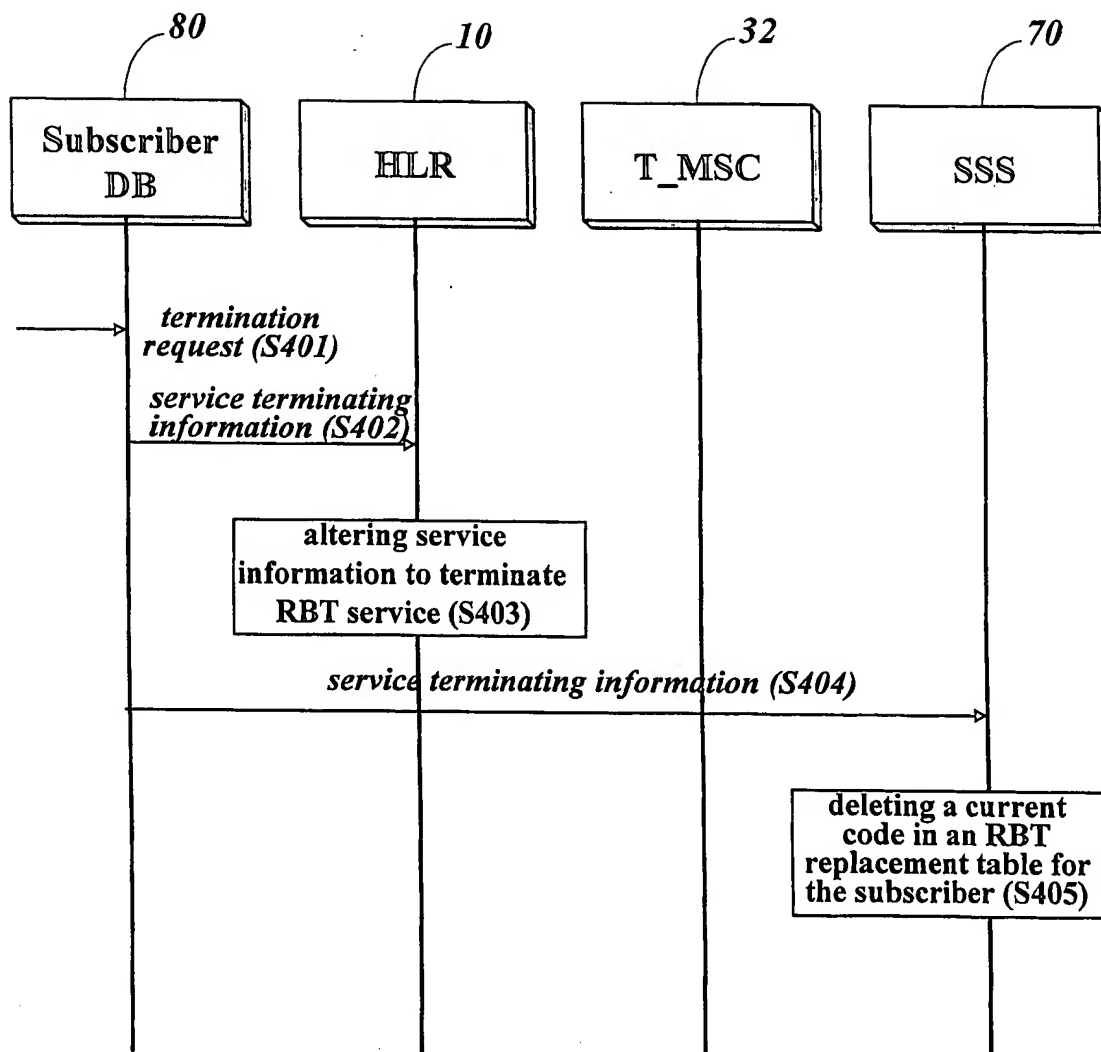 80
10
32
70
Subscriber
DB
HLR
T_MSC
SSS
termination
request (S401)
service terminating
information (S402)
altering service
information to terminate
RBT service (S403)
service terminating information (S404)
deleting a current
code in an RBT
replacement table for
the subscriber (S405)